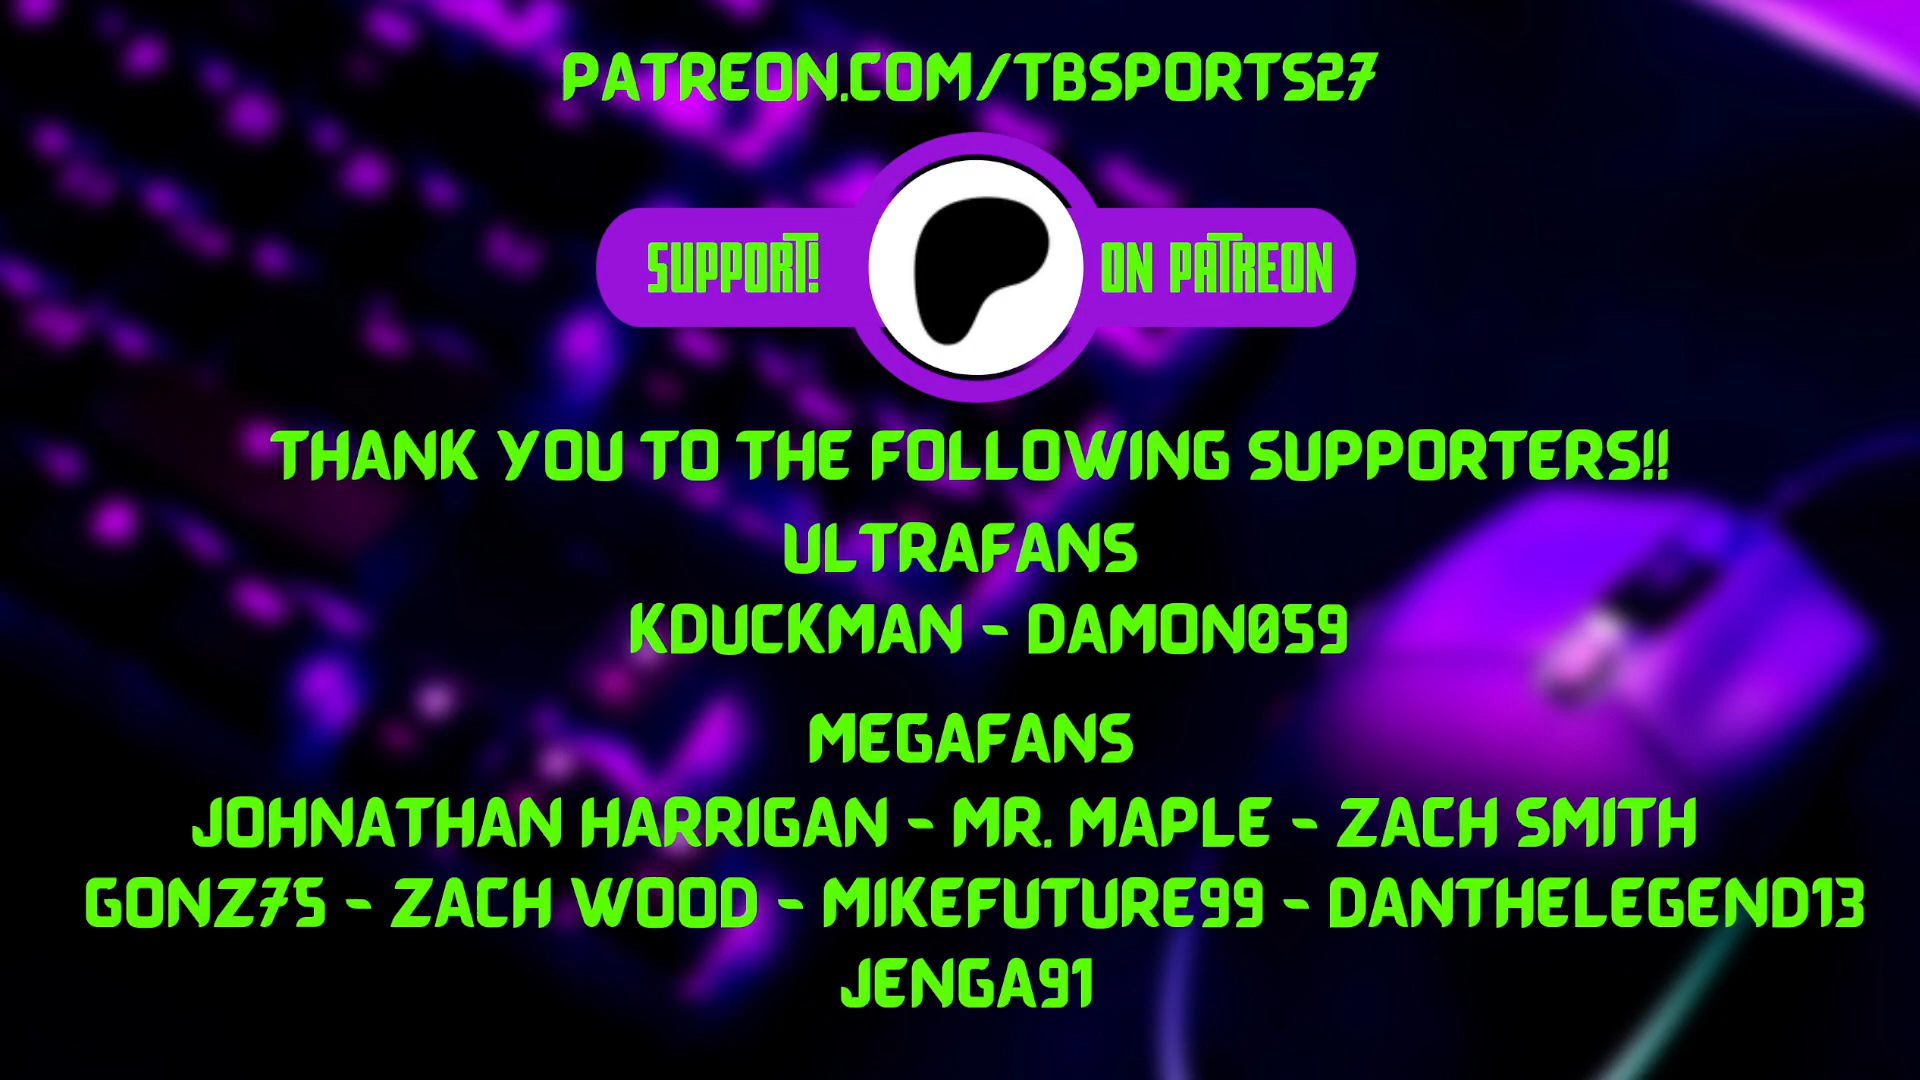 PATREON.COM/TBSPORTS27
SUPPORT! ON PATREON
THANK YOU TO THE FOLLOWING SUPPORTERS!!
ULTRAFANS
KDUCKMAN - DAMON059
MEGAFANS
JOHNATHAN HARRIGAN - MR. MAPLE - ZACH SMITH
GONZ75 - ZACH WOOD - MIKEFUTURE99 - DANTHELEGEND13
JENGA91